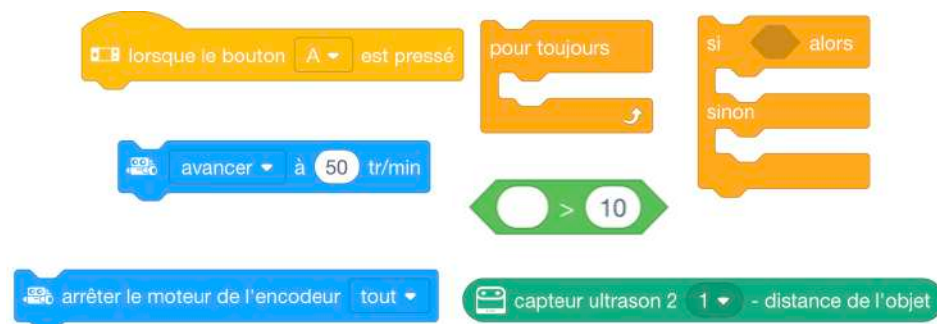 lorsque le bouton A est pressé
pour toujours
si alors
sinon
avancer à 50 tr/min
> 10
arrêter le moteur de l'encodeur tout
capteur ultrason 2 1 - distance de l'objet